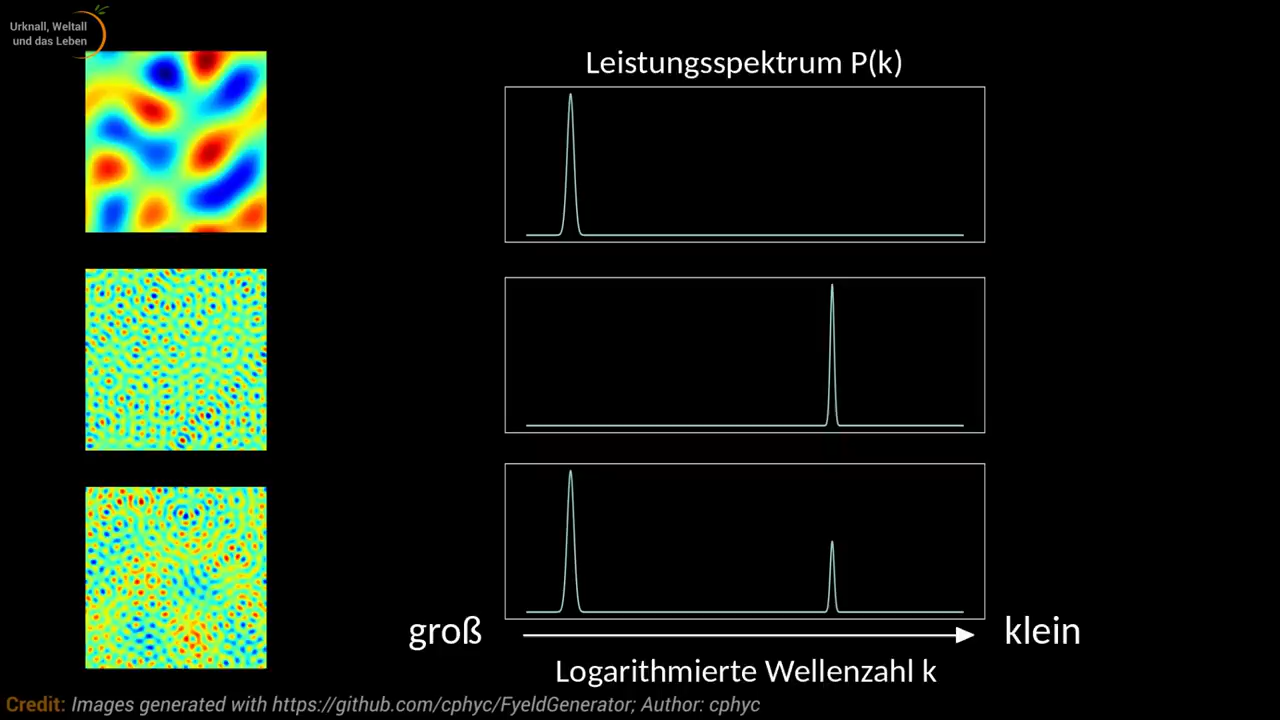 Urknall, Weltall
und das Leben
Leistungsspektrum P(k)
groß
klein
Logarithmierte Wellenzahl k
Credit: Images generated with https://github.com/cphyc/FyeldGenerator; Author: cphyc